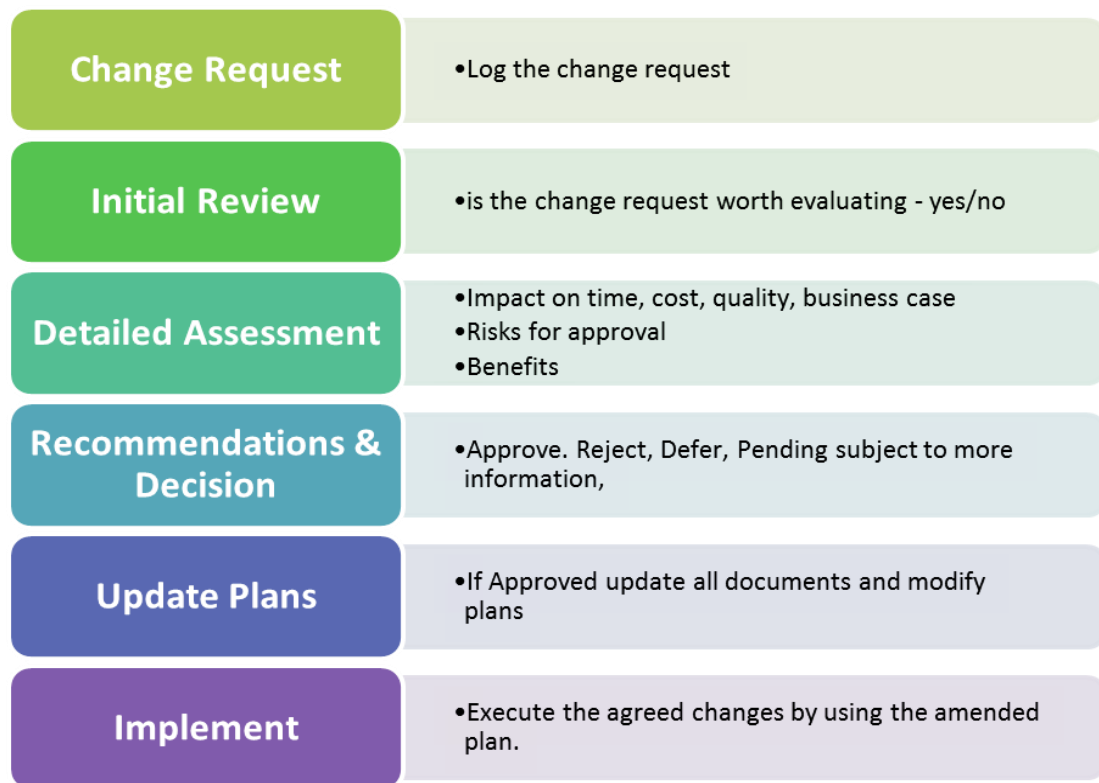 Change Request
•Log the change request
Initial Review
•is the change request worth evaluating - yes/no
Detailed Assessment
•Impact on time, cost, quality, business case
•Risks for approval
•Benefits
Recommendations &
Decision
•Approve. Reject, Defer, Pending subject to more
information,
Update Plans
•If Approved update all documents and modify
plans
Implement
•Execute the agreed changes by using the amended
plan.